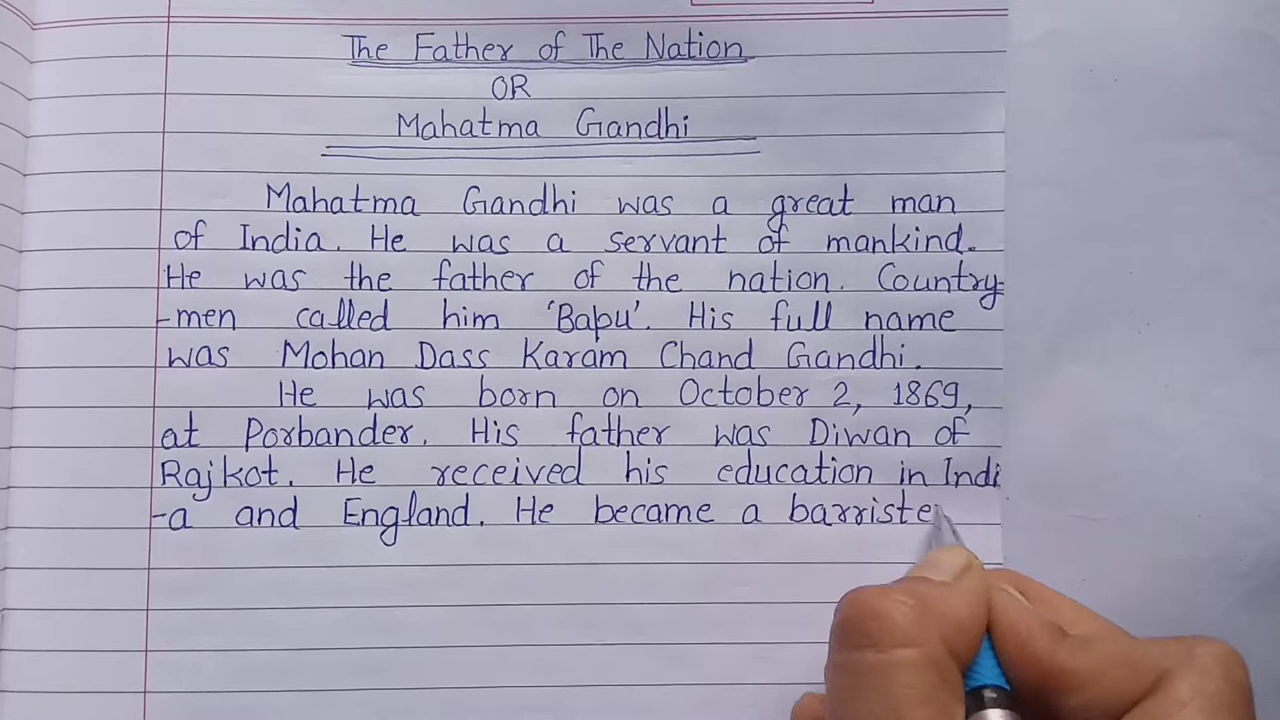 The Father of The Nation
OR
Mahatma Gandhi
Mahatma Gandhi was a great man
of India. He was a servant of mankind.
He was the father of the nation. Country-
-men called him 'Bapu'. His full name
was Mohan Dass Karam Chand Gandhi.
He was born on October 2, 1869,
at Porbander. His father was Diwan of
Rajkot. He received his education in Indi
-a and England. He became a barriste